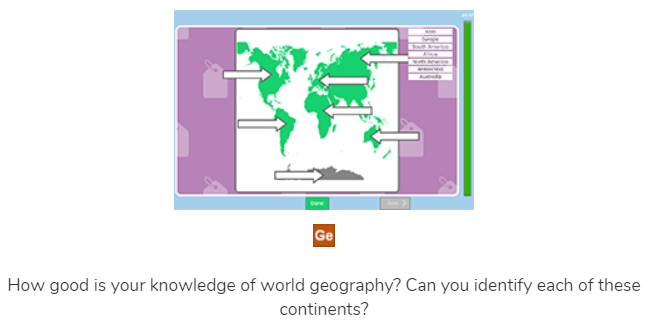 Asia
Europe
South America
Africa
North America
Antarctica
Australia
Done
Ge
How good is your knowledge of world geography? Can you identify each of these
continents?